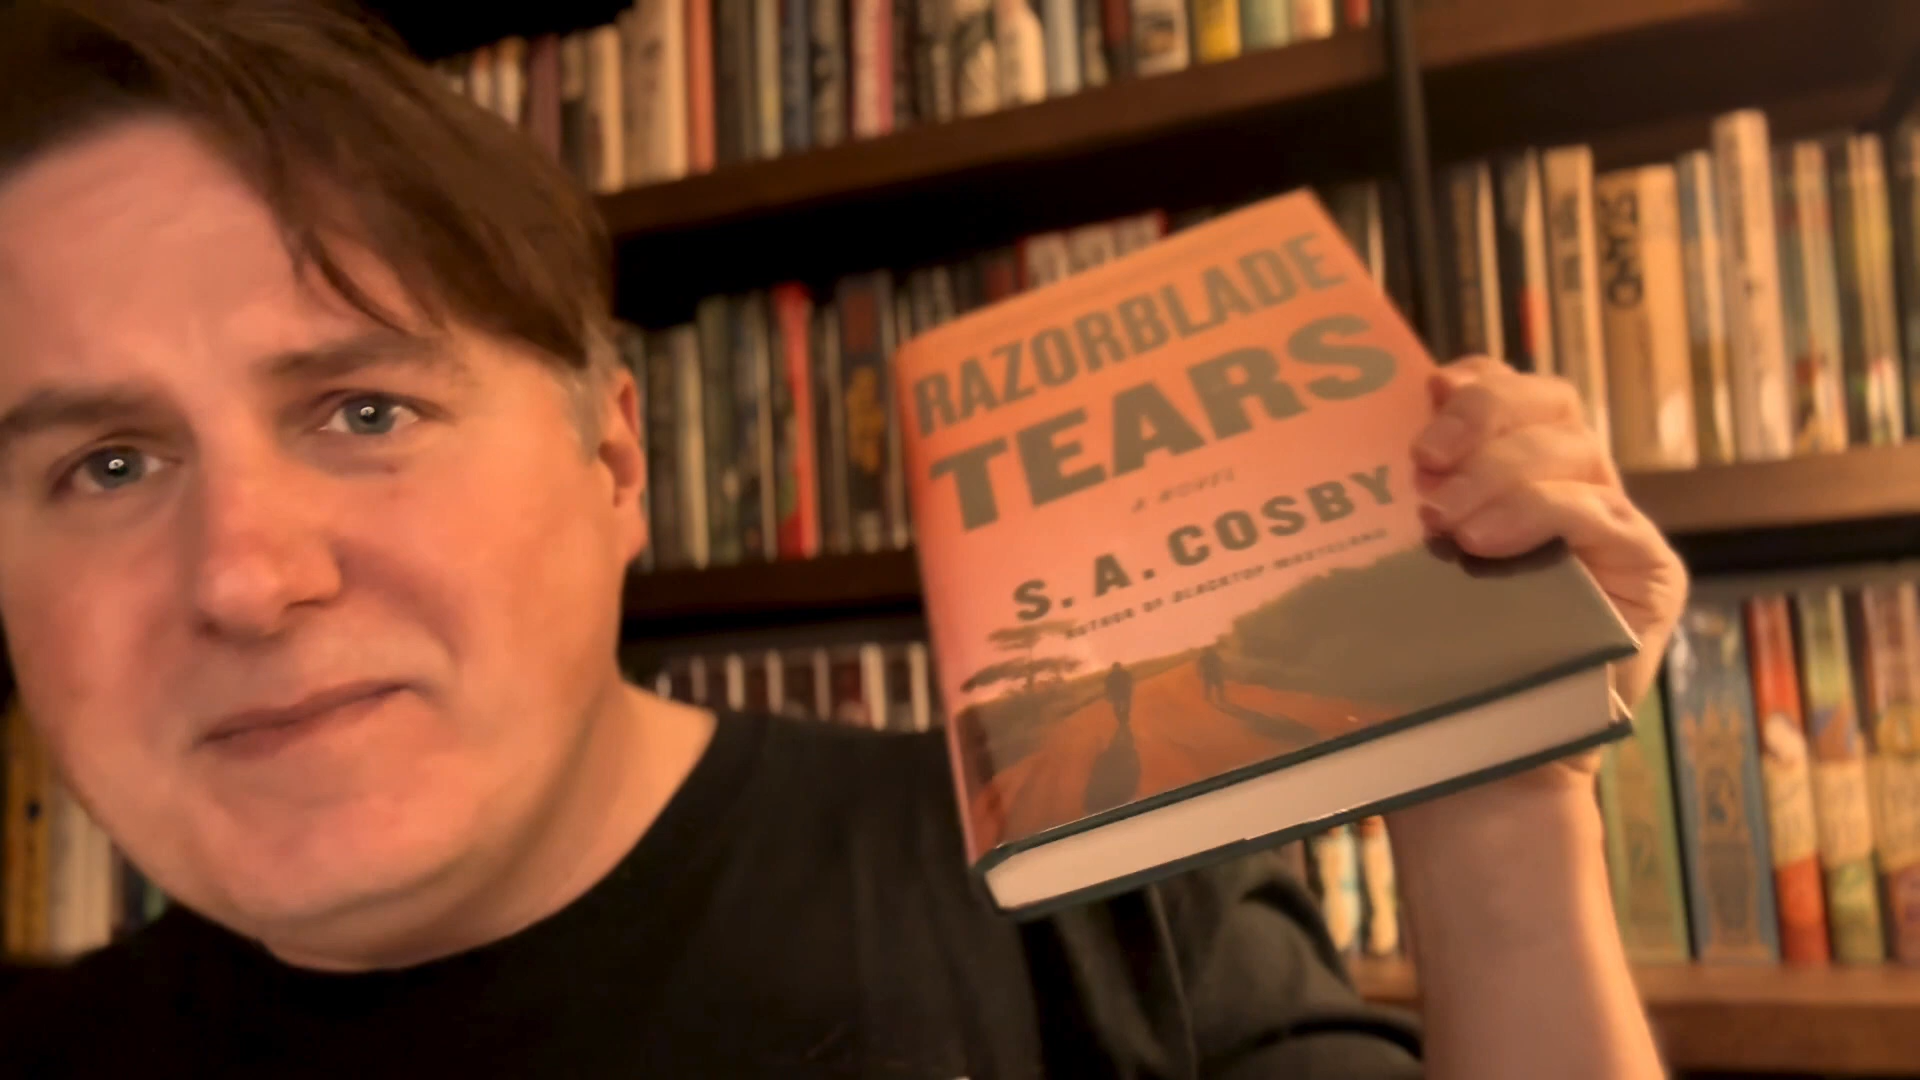 RAZORBLADE
TEARS
A NOVEL
S. A. COSBY
AUTHOR OF BLACKTOP WASTELAND